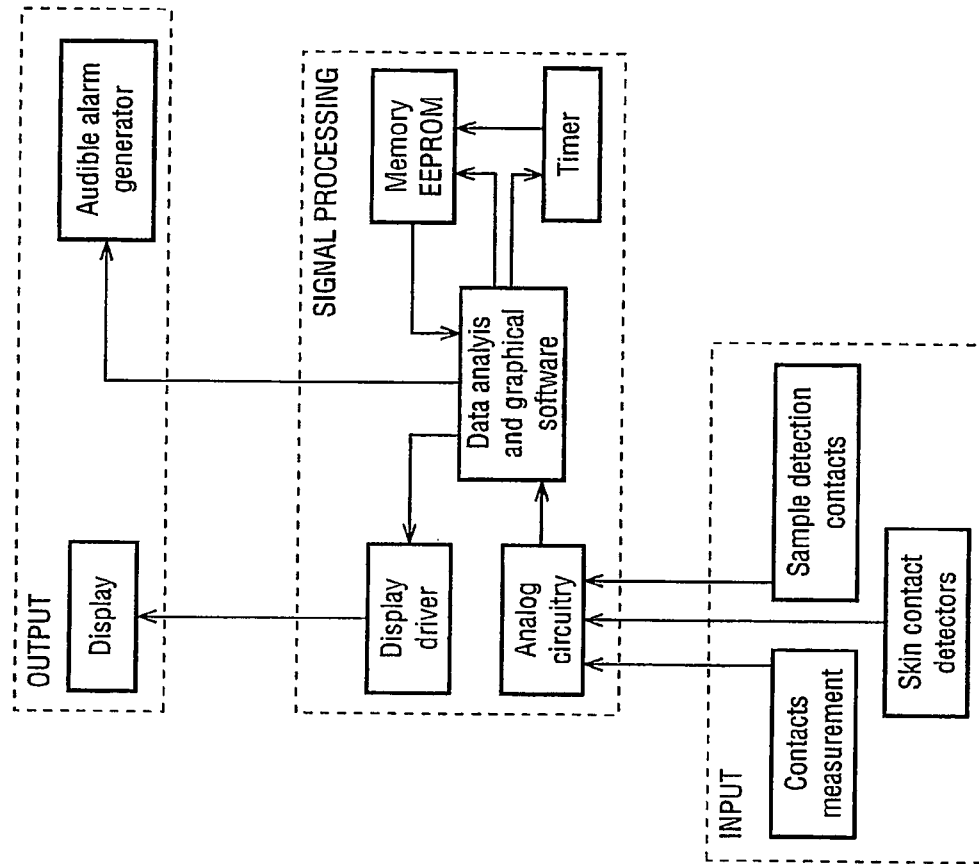 OUTPUT
Display
Audible alarm
generator
SIGNAL PROCESSING
Display
driver
Memory
EEPROM
Analog
circuitry
Data analyis
and graphical
software
Timer
INPUT
Contacts
measurement
Sample detection
contacts
Skin contact
detectors